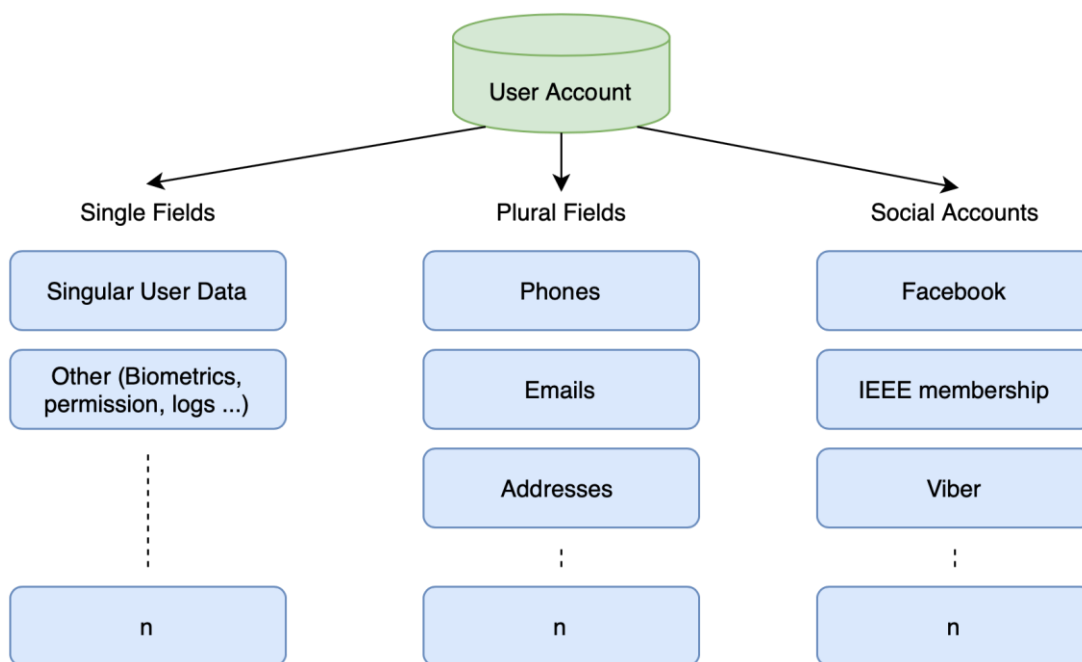 User Account
Single Fields
Plural Fields
Social Accounts
Singular User Data
Phones
Facebook
Other (Biometrics,
permission, logs ...)
Emails
IEEE membership
Addresses
Viber
n
n
n